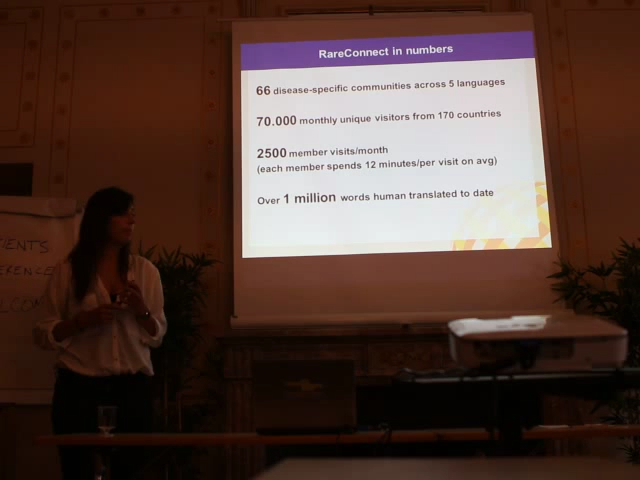 RareConnect in numbers
66 disease-specific communities across 5 languages
70.000 monthly unique visitors from 170 countries
2500 member visits/month
(each member spends 12 minutes/per visit on avg)
Over 1 million words human translated to date